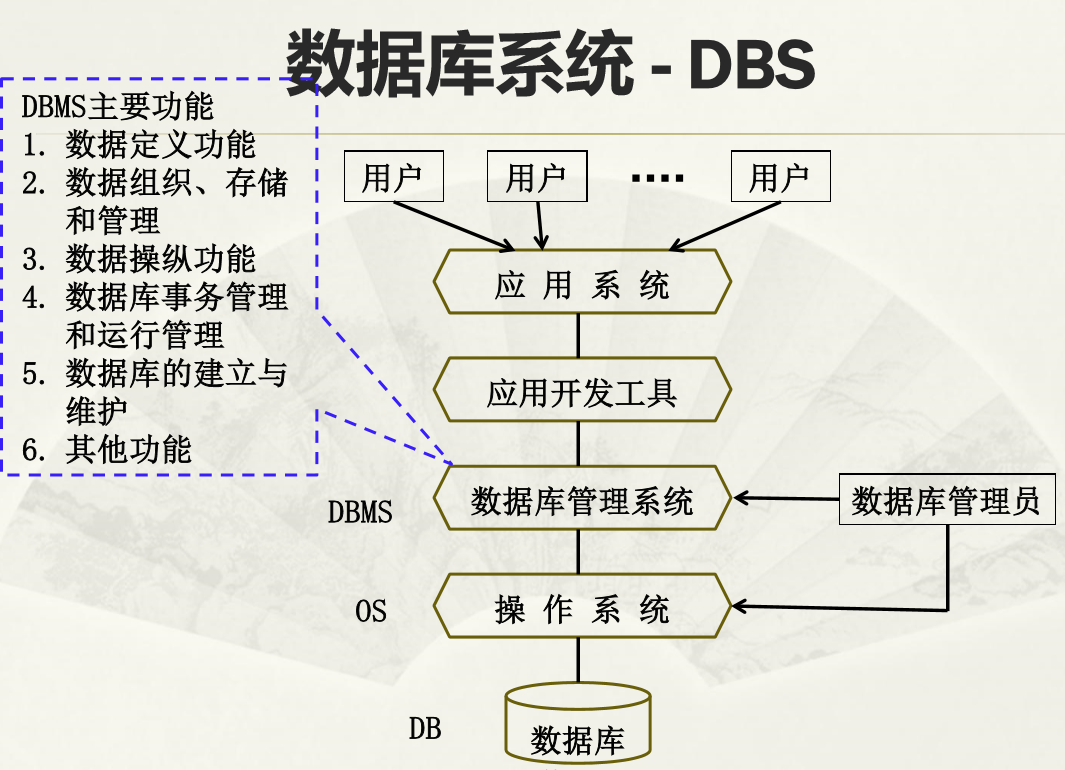 数据库系统 - DBS
DBMS主要功能
1. 数据定义功能
2. 数据组织、存储
和管理
3. 数据操纵功能
4. 数据库事务管理
和运行管理
5. 数据库的建立与
维护
6. 其他功能
用户
用户
....
用户
应 用 系 统
应用开发工具
DBMS
数据库管理系统
数据库管理员
OS
操 作 系 统
DB
数据库